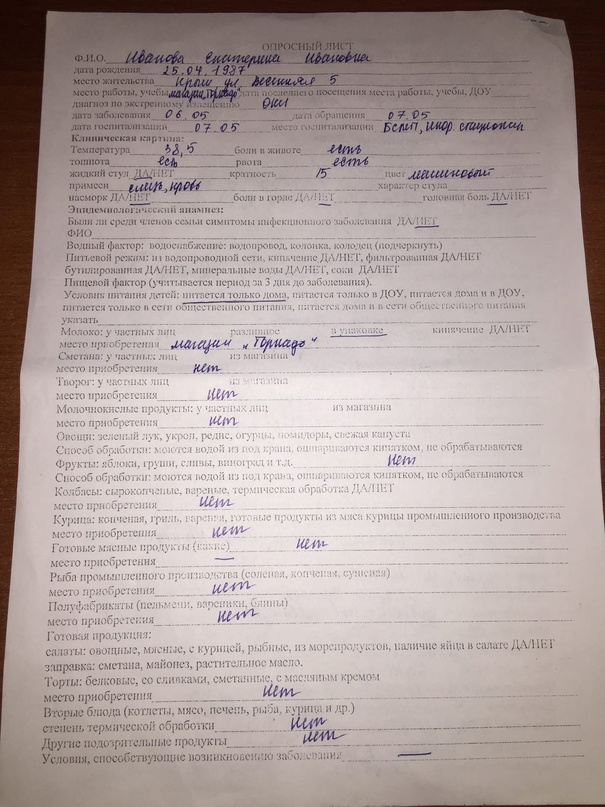 ОПРОСНЫЙ ЛИСТ
Ф.И.О. Иванова Екатерина Ивановна
дата рождения 25.04.1987
место жительства ул. Весенняя 5
место работы, учебы магазин "Торнадо" дата последнего посещения места работы, учебы, ДОУ
диагноз по экстренному извещению ОКИ
дата заболевания 06.05 дата обращения 07.05
дата госпитализации 07.05 место госпитализации
Клиническая картина:
Температура 38,5 боли в животе есть
тошнота есть рвота есть
жидкий стул ДА/НЕТ кратность 15 цвет малиновый
примеси слизь, кровь характер стула
насморк ДА/НЕТ боли в горле ДА/НЕТ головная боль ДА/НЕТ
Эпидемиологический анамнез:
Были ли среди членов семьи симптомы инфекционного заболевания ДА/НЕТ
ФИО
Водный фактор: водоснабжение: водопровод, колонка, колодец (подчеркнуть)
Питьевой режим: из водопроводной сети, кипячение ДА/НЕТ, фильтрованная ДА/НЕТ
бутилированная ДА/НЕТ, минеральные воды ДА/НЕТ, соки ДА/НЕТ
Пищевой фактор (учитывается период за 3 дня до заболевания).
Условия питания детей: питается только дома, питается только в ДОУ, питается дома и в ДОУ,
питается только в сети общественного питания, питается дома и в сети общественного питания
указать
Молоко: у частных лиц разливное в упаковке кипячение ДА/НЕТ
место приобретения магазин "Торнадо"
Сметана: у частных лиц из магазина
место приобретения нет
Творог: у частных лиц из магазина
место приобретения нет
Молочнокислые продукты: у частных лиц из магазина
место приобретения нет
Овощи: зеленый лук, укроп, редис, огурцы, помидоры, свежая капуста
Способ обработки: моются водой из под крана, ошпариваются кипятком, не обрабатываются
Фрукты: яблоки, груши, сливы, виноград и т.д. нет
Способ обработки: моются водой из под крана, ошпариваются кипятком, не обрабатываются
Колбасы: сырокопченые, вареные, термическая обработка ДА/НЕТ
место приобретения нет
Курица: копченая, гриль, вареная, готовые продукты из мяса курицы промышленного производства
место приобретения нет
Готовые мясные продукты (какие) нет
место приобретения —
Рыба промышленного производства (соленая, копченая, сушеная)
место приобретения нет
Полуфабрикаты (пельмени, вареники, блины)
место приобретения нет
Готовая продукция:
салаты: овощные, мясные, с курицей, рыбные, из морепродуктов, наличие яйца в салате ДА/НЕТ
заправка: сметана, майонез, растительное масло.
Торты: белковые, со сливками, сметанные, с масляным кремом
место приобретения нет
Вторые блюда (котлеты, мясо, печень, рыба, курица и др.)
степень термической обработки нет
Другие подозрительные продукты нет
Условия, способствующие возникновению заболевания —